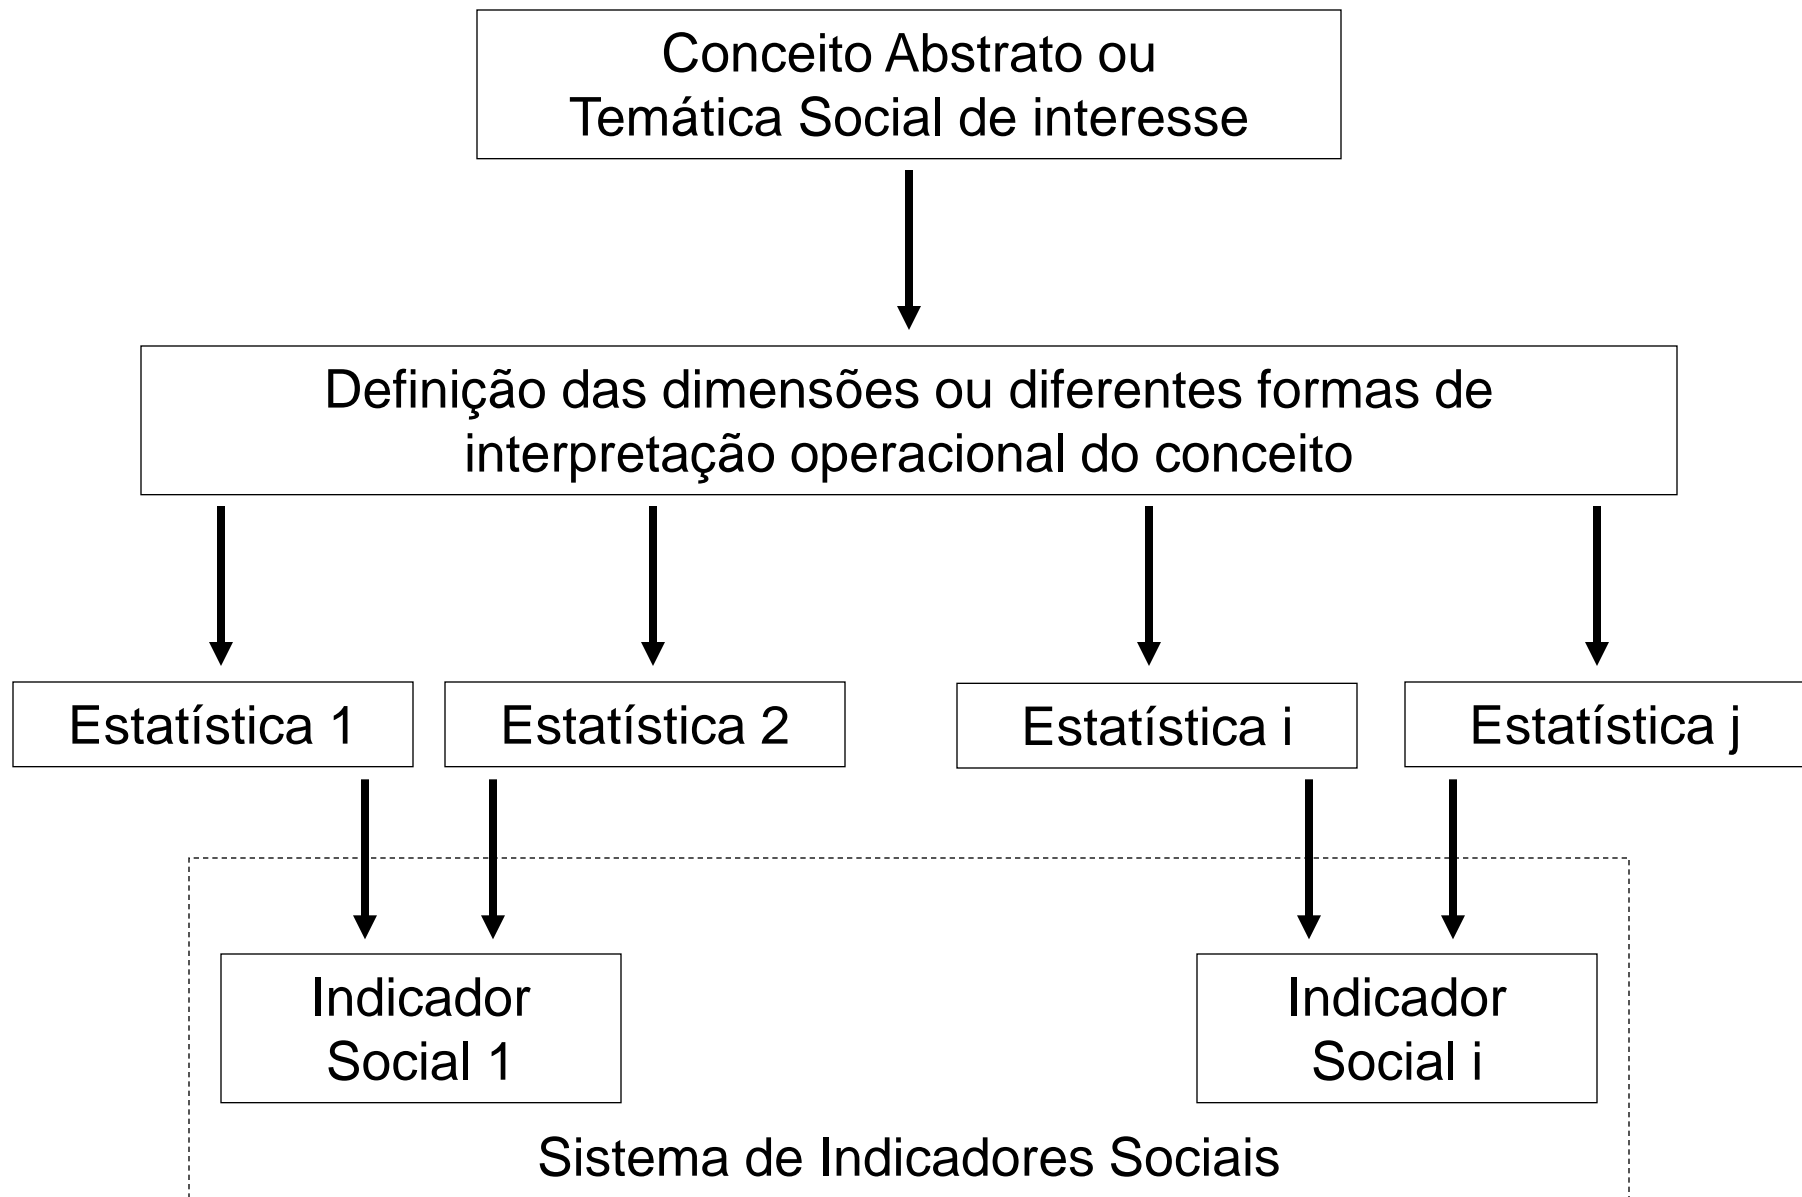 Conceito Abstrato ou
Temática Social de interesse
Definição das dimensões ou diferentes formas de
interpretação operacional do conceito
Estatística 1
Estatística 2
Estatística i
Estatística j
Indicador
Social 1
Indicador
Social i
Sistema de Indicadores Sociais